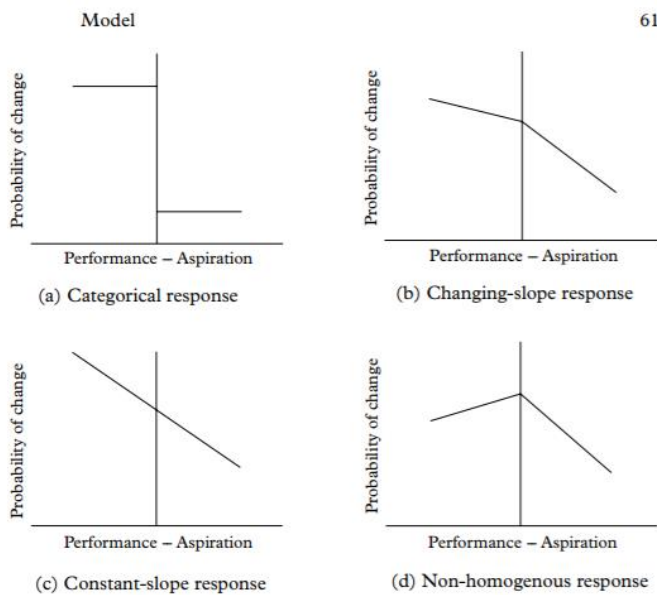 Model 61
Probability of change
Performance – Aspiration
(a) Categorical response
Probability of change
Performance – Aspiration
(b) Changing-slope response
Probability of change
Performance – Aspiration
(c) Constant-slope response
Probability of change
Performance – Aspiration
(d) Non-homogenous response